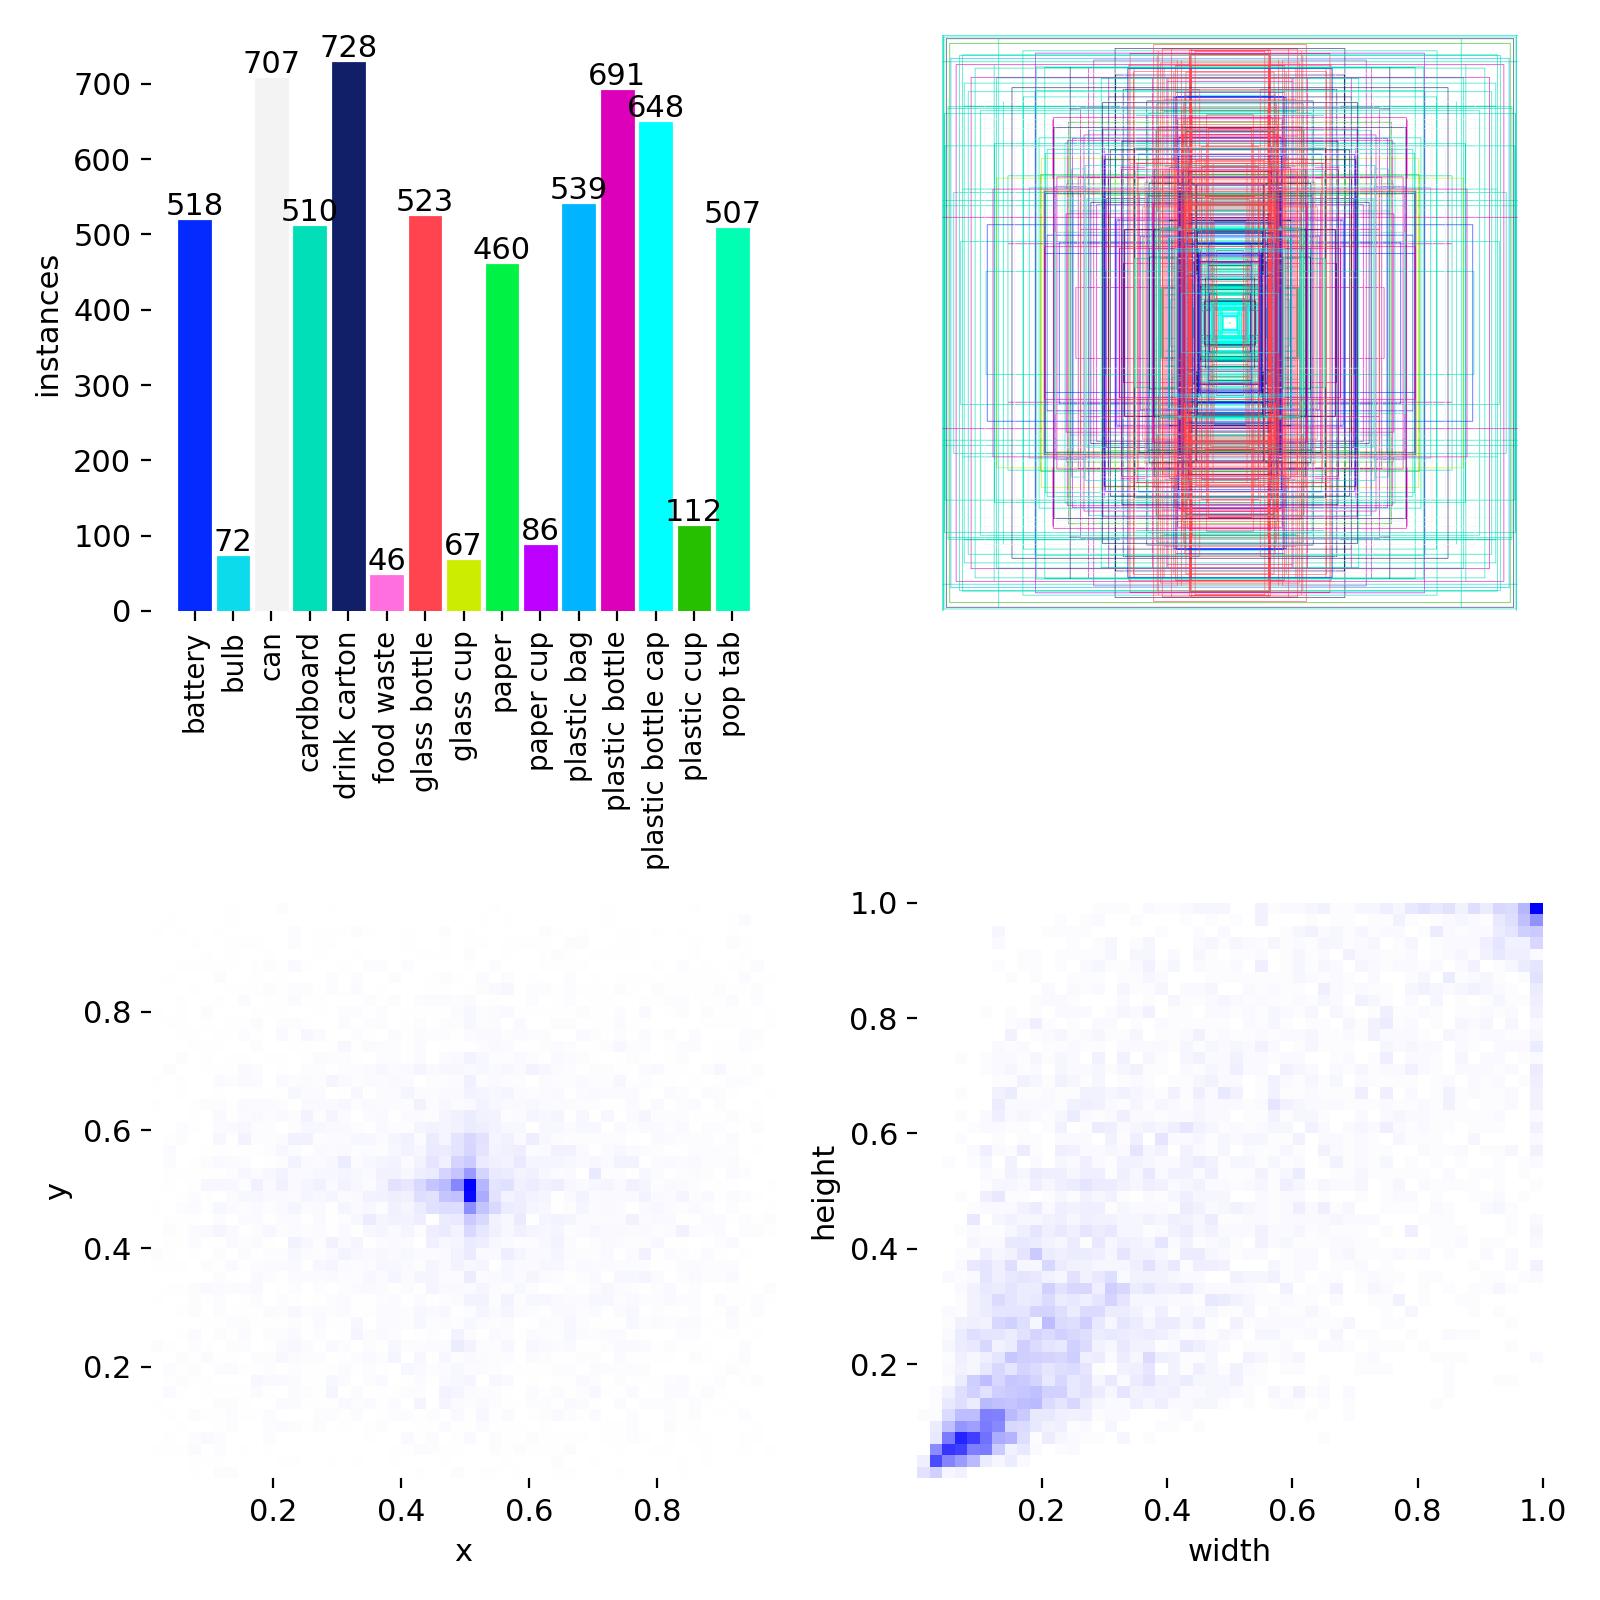 728
707
700
691
648
600
539
518
510
523
507
500
460
400
300
200
112
100
86
72
67
46
0
instances
battery
bulb
can
cardboard
drink carton
food waste
glass bottle
glass cup
paper
paper cup
plastic bag
plastic bottle
plastic bottle cap
plastic cup
pop tab
0.8
0.6
0.4
0.2
y
0.2 0.4 0.6 0.8
x
1.0
0.8
0.6
0.4
0.2
height
0.2 0.4 0.6 0.8 1.0
width